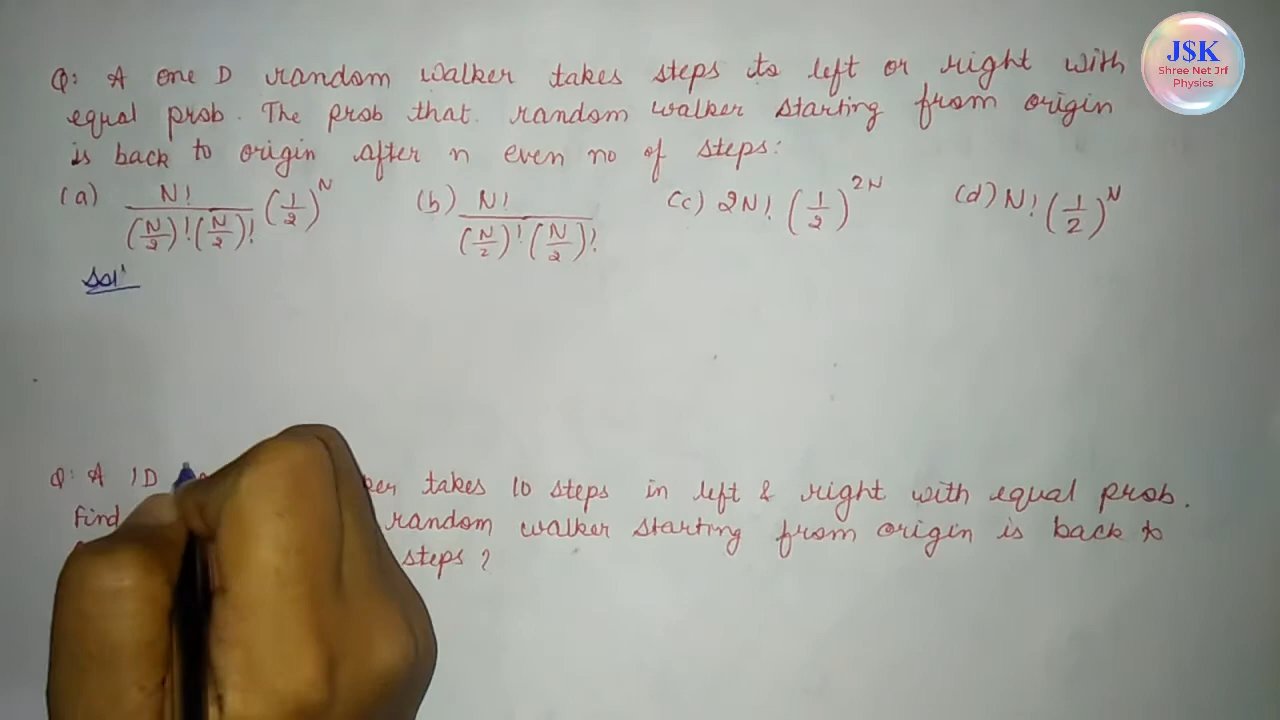 Q: A one D random walker takes steps to left or right with
equal prob. The prob that random walker starting from origin
is back to origin after n even no of steps:
(a) N! / (N/2)! (N/2)! (1/2)^N (b) N! / (N/2)! (N/2)! (c) 2N! (1/2)^2N (d) N! (1/2)^N
Sol'
Q: A 1D takes 10 steps in left & right with equal prob.
Find random walker starting from origin is back to
steps ?
J$K
Shree Net Jrf
Physics